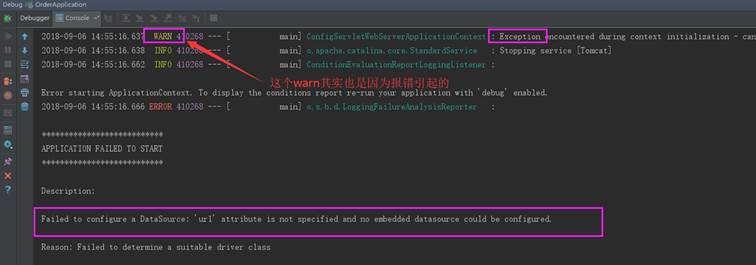 Debug OrderApplication
Debugger Console
2018-09-06 14:55:16.637 WARN 410268 --- [ main] ConfigServletWebServerApplicationContext : Exception encountered during context initialization - can
2018-09-06 14:55:16.638 INFO 410268 --- [ main] o.apache.catalina.core.StandardService : Stopping service [Tomcat]
2018-09-06 14:55:16.662 INFO 410268 --- [ main] ConditionEvaluationReportLoggingListener :
这个warn其实也是因为报错引起的
Error starting ApplicationContext. To display the conditions report re-run your application with 'debug' enabled.
2018-09-06 14:55:16.666 ERROR 410268 --- [ main] o.s.b.d.LoggingFailureAnalysisReporter :
***************************
APPLICATION FAILED TO START
***************************
Description:
Failed to configure a DataSource: 'url' attribute is not specified and no embedded datasource could be configured.
Reason: Failed to determine a suitable driver class